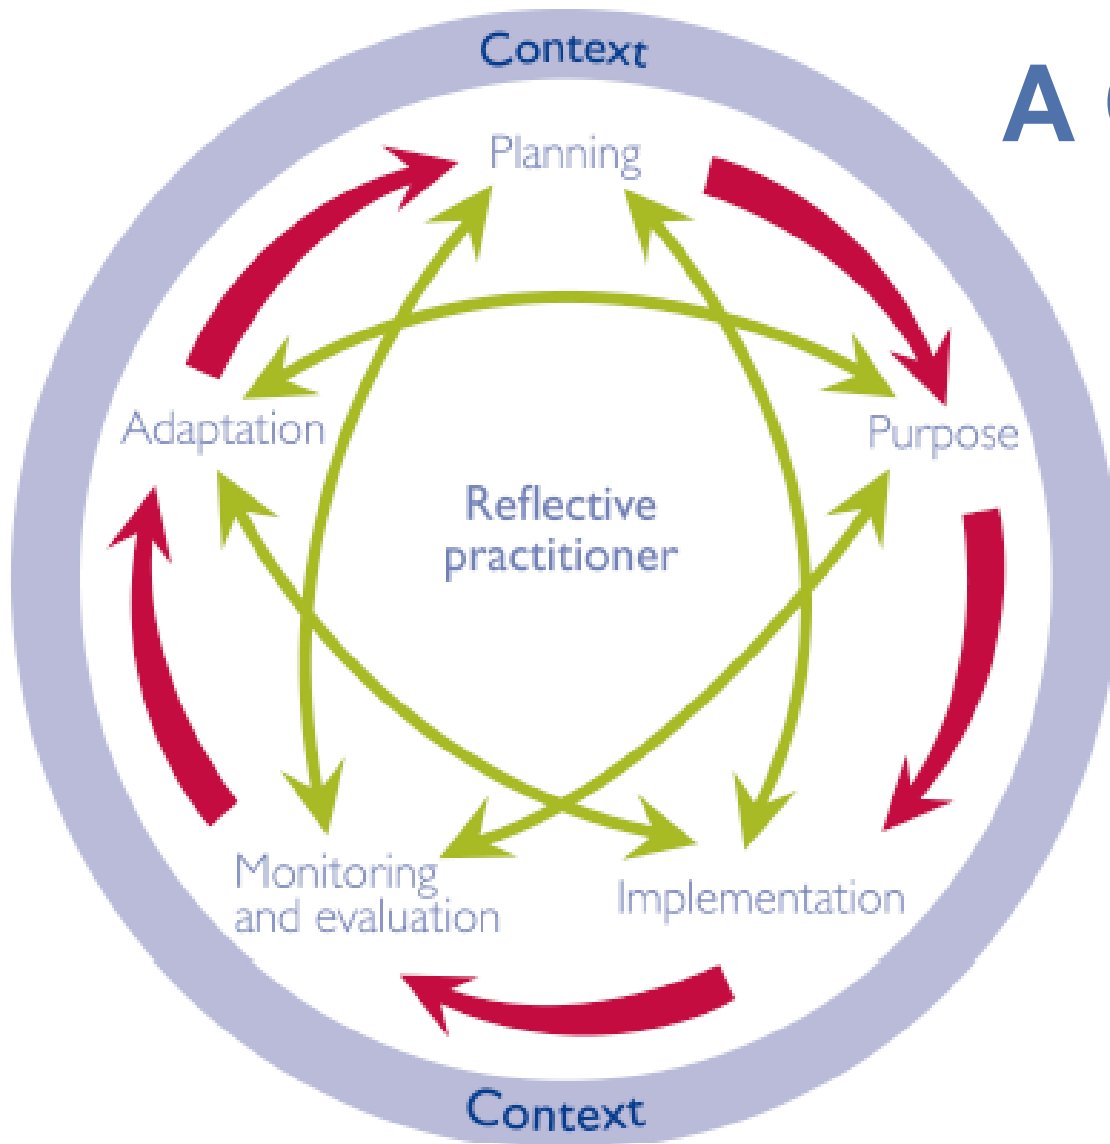 Context
A
Planning
Adaptation
Purpose
Reflective
practitioner
Monitoring
and evaluation
Implementation
Context